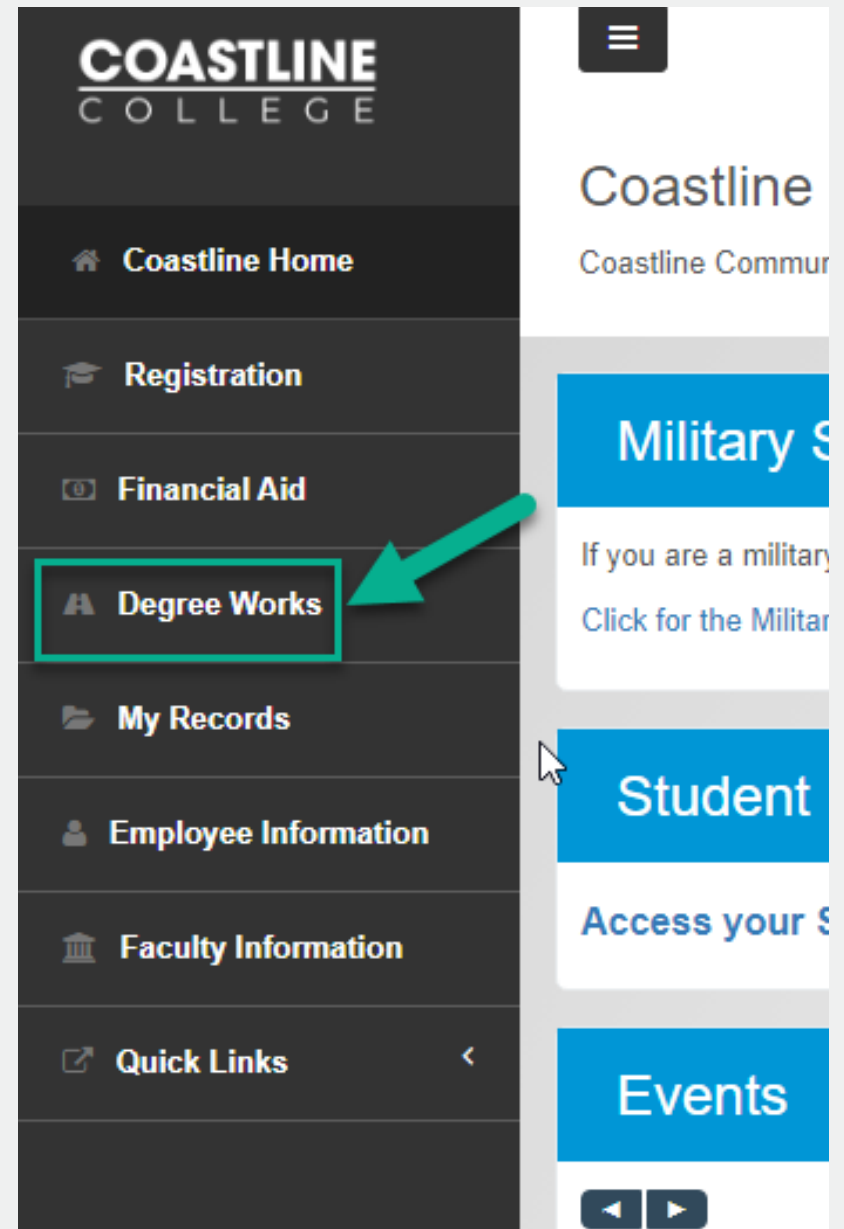 COASTLINE
COLLEGE
Coastline Home
Registration
Financial Aid
Degree Works
My Records
Employee Information
Faculty Information
Quick Links
Coastline
Coastline Commun
Military S
If you are a military
Click for the Militar
Student
Access your S
Events